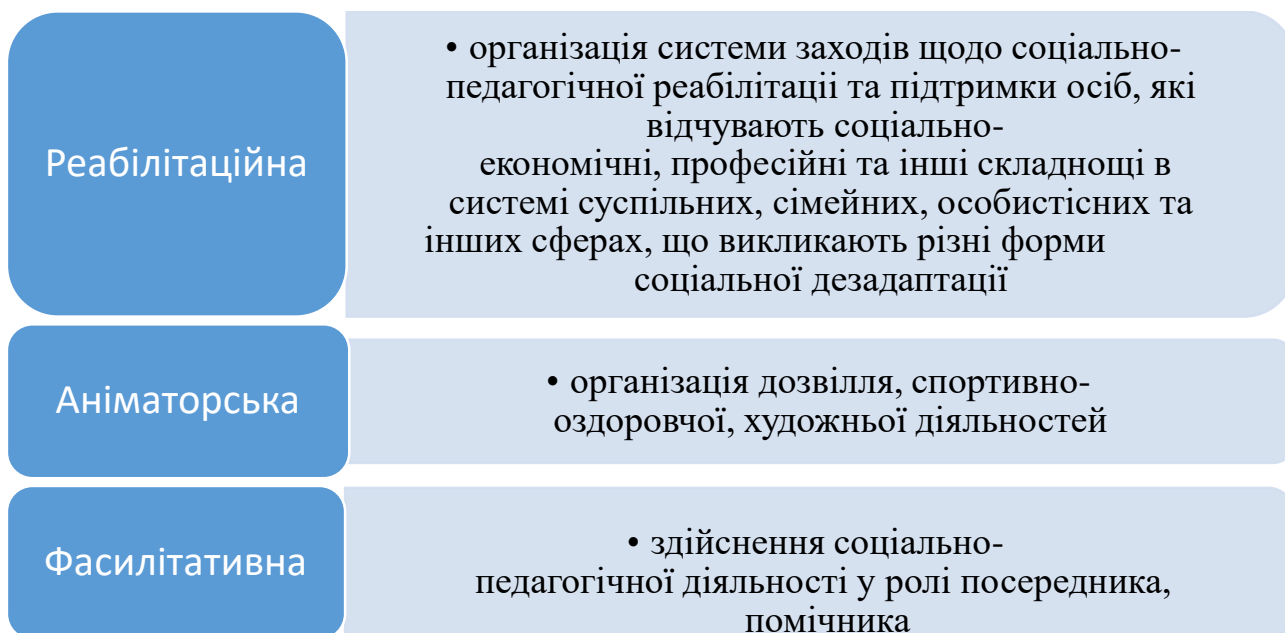 Реабілітаційна
• організація системи заходів щодо соціально-
педагогічної реабілітаціі та підтримки осіб, які
відчувають соціально-
економічні, професійні та інші складнощі в
системі суспільних, сімейних, особистісних та
інших сферах, що викликають різні форми
соціальної дезадаптації
Аніматорська
• організація дозвілля, спортивно-
оздоровчої, художньої діяльностей
Фасилітативна
• здійснення соціально-
педагогічної діяльності у ролі посередника,
помічника